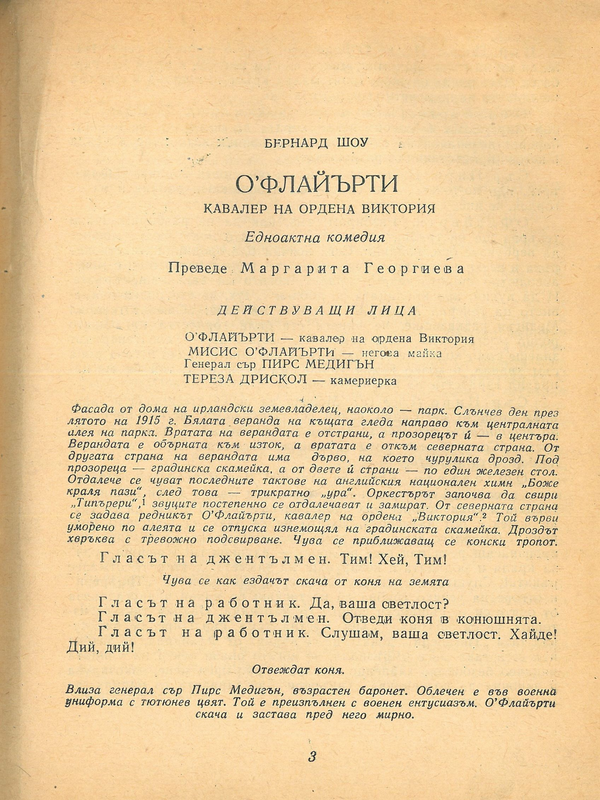 БЕРНАРД ШОУ
О'ФЛАЙЪРТИ
КАВАЛЕР НА ОРДЕНА ВИКТОРИЯ
Едноактна комедия
Преведе Маргарита Георгиева
ДЕЙСТВУВАЩИ ЛИЦА
О'ФЛАЙЪРТИ — кавалер на ордена Виктория
МИСИС О'ФЛАЙЪРТИ — негова майка
Генерал сър ПИРС МЕДИГЪН
ТЕРЕЗА ДРИСКОЛ — камериерка
Фасада от дома на ирландски земевладелец, наоколо — парк. Слънчев ден през
лятото на 1915 г. Бялата веранда на къщата гледа направо към централната
алея на парка. Вратата на верандата е отстрани, а прозорецът ѝ — в центъра.
Верандата е обърната към изток, а вратата е откъм северната страна. От
другата страна на верандата има дърво, на което чурулика дрозд. Под
прозореца — градинска скамейка, а от двете ѝ страни — по един железен стол.
Отдалече се чуват последните тактове на английския национален химн „Боже
краля пази", след това — трикратно „ура". Оркестърът започва да свири
„Типърери",¹ звуците постепенно се отдалечават и замират. От северната страна
се задава редникът О'Флайърти, кавалер на ордена „Виктория".² Той върви
уморено по алеята и се отпуска изнемощял на градинската скамейка. Дроздът
хвръква с тревожно подсвирване. Чува се приближаващ се конски тропот.
Гласът на джентълмен. Тим! Хей, Тим!
Чува се как ездачът скача от коня на земята
Гласът на работник. Да, ваша светлост?
Гласът на джентълмен. Отведи коня в конюшнята.
Гласът на работник. Слушам, ваша светлост. Хайде!
Дий, дий!
Отвеждат коня.
Влиза генерал сър Пирс Медигън, възрастен баронет. Облечен е във военна
униформа с тютюнев цвят. Той е преизпълнен с военен ентусиазъм. О'Флайърти
скача и застава пред него мирно.
3